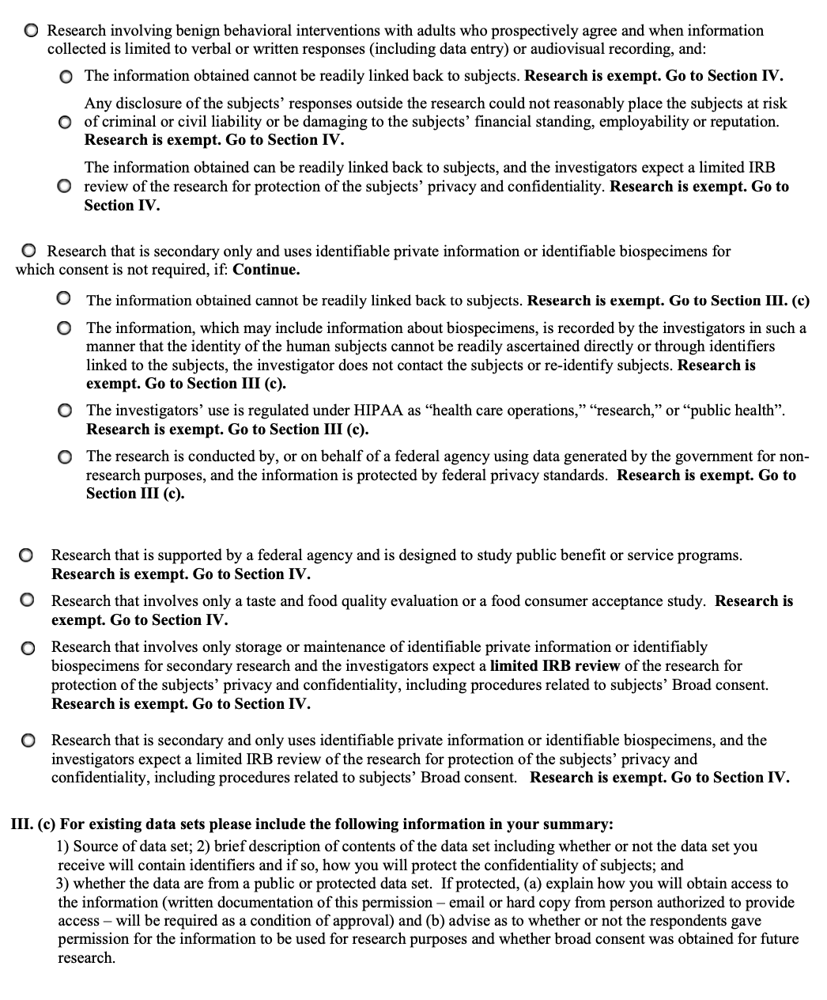 Research involving benign behavioral interventions with adults who prospectively agree and when information
collected is limited to verbal or written responses (including data entry) or audiovisual recording, and:
The information obtained cannot be readily linked back to subjects. Research is exempt. Go to Section IV.
Any disclosure of the subjects’ responses outside the research could not reasonably place the subjects at risk
of criminal or civil liability or be damaging to the subjects’ financial standing, employability or reputation.
Research is exempt. Go to Section IV.
The information obtained can be readily linked back to subjects, and the investigators expect a limited IRB
review of the research for protection of the subjects’ privacy and confidentiality. Research is exempt. Go to
Section IV.
Research that is secondary only and uses identifiable private information or identifiable biospecimens for
which consent is not required, if: Continue.
The information obtained cannot be readily linked back to subjects. Research is exempt. Go to Section III. (c)
The information, which may include information about biospecimens, is recorded by the investigators in such a
manner that the identity of the human subjects cannot be readily ascertained directly or through identifiers
linked to the subjects, the investigator does not contact the subjects or re-identify subjects. Research is
exempt. Go to Section III (c).
The investigators’ use is regulated under HIPAA as “health care operations,” “research,” or “public health”.
Research is exempt. Go to Section III (c).
The research is conducted by, or on behalf of a federal agency using data generated by the government for non-
research purposes, and the information is protected by federal privacy standards.  Research is exempt. Go to
Section III (c).
Research that is supported by a federal agency and is designed to study public benefit or service programs.
Research is exempt. Go to Section IV.
Research that involves only a taste and food quality evaluation or a food consumer acceptance study.  Research is
exempt. Go to Section IV.
Research that involves only storage or maintenance of identifiable private information or identifiably
biospecimens for secondary research and the investigators expect a limited IRB review of the research for
protection of the subjects’ privacy and confidentiality, including procedures related to subjects’ Broad consent.
Research is exempt. Go to Section IV.
Research that is secondary and only uses identifiable private information or identifiable biospecimens, and the
investigators expect a limited IRB review of the research for protection of the subjects’ privacy and
confidentiality, including procedures related to subjects’ Broad consent.   Research is exempt. Go to Section IV.
III. (c) For existing data sets please include the following information in your summary:
1) Source of data set; 2) brief description of contents of the data set including whether or not the data set you
receive will contain identifiers and if so, how you will protect the confidentiality of subjects; and
3) whether the data are from a public or protected data set.  If protected, (a) explain how you will obtain access to
the information (written documentation of this permission – email or hard copy from person authorized to provide
access – will be required as a condition of approval) and (b) advise as to whether or not the respondents gave
permission for the information to be used for research purposes and whether broad consent was obtained for future
research.